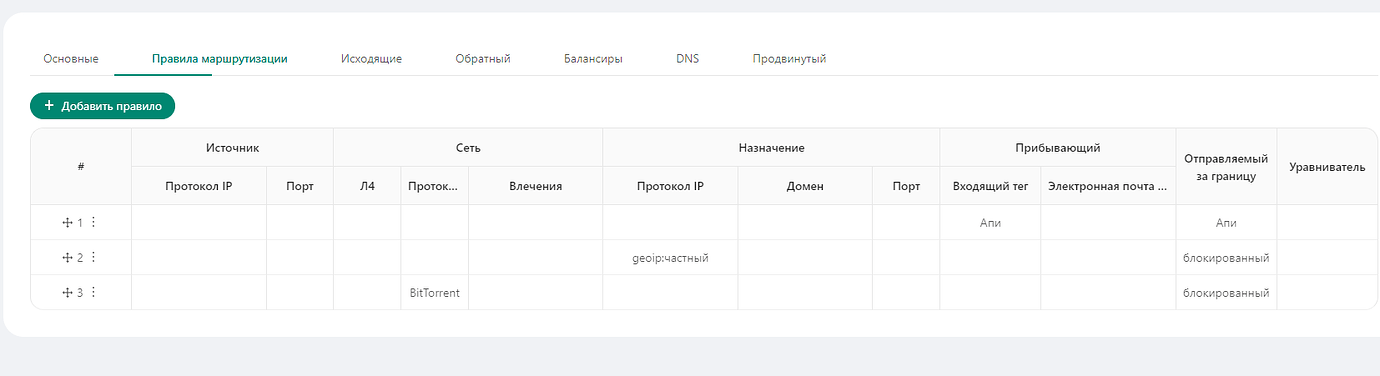 Основные Правила маршрутизации Исходящие Обратный Балансиры DNS Продвинутый
+ Добавить правило
# Источник Сеть Назначение Прибывающий Отправляемый за границу Уравниватель
Протокол IP Порт Л4 Проток... Влечения Протокол IP Домен Порт Входящий тег Электронная почта ...
1 Апи Апи
2 geoip:частный блокированный
3 BitTorrent блокированный